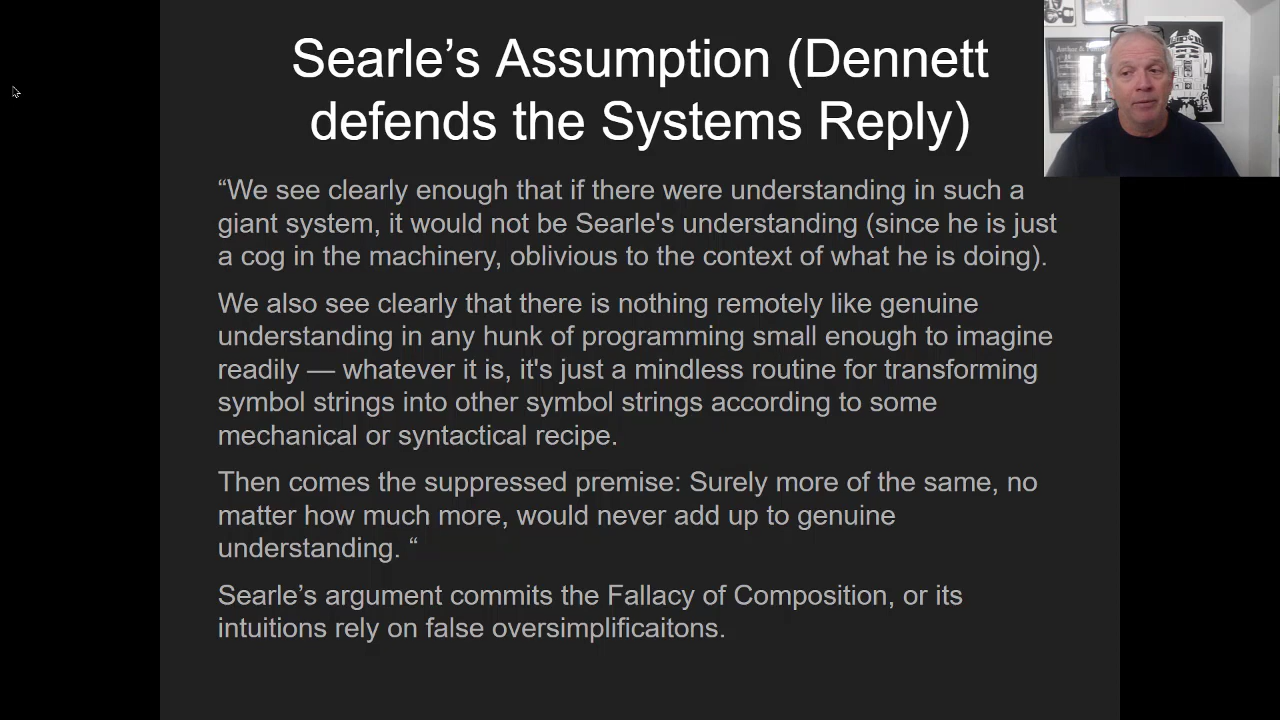 Searle’s Assumption (Dennett
defends the Systems Reply)
“We see clearly enough that if there were understanding in such a
giant system, it would not be Searle's understanding (since he is just
a cog in the machinery, oblivious to the context of what he is doing).
We also see clearly that there is nothing remotely like genuine
understanding in any hunk of programming small enough to imagine
readily — whatever it is, it's just a mindless routine for transforming
symbol strings into other symbol strings according to some
mechanical or syntactical recipe.
Then comes the suppressed premise: Surely more of the same, no
matter how much more, would never add up to genuine
understanding. “
Searle’s argument commits the Fallacy of Composition, or its
intuitions rely on false oversimplificaitons.